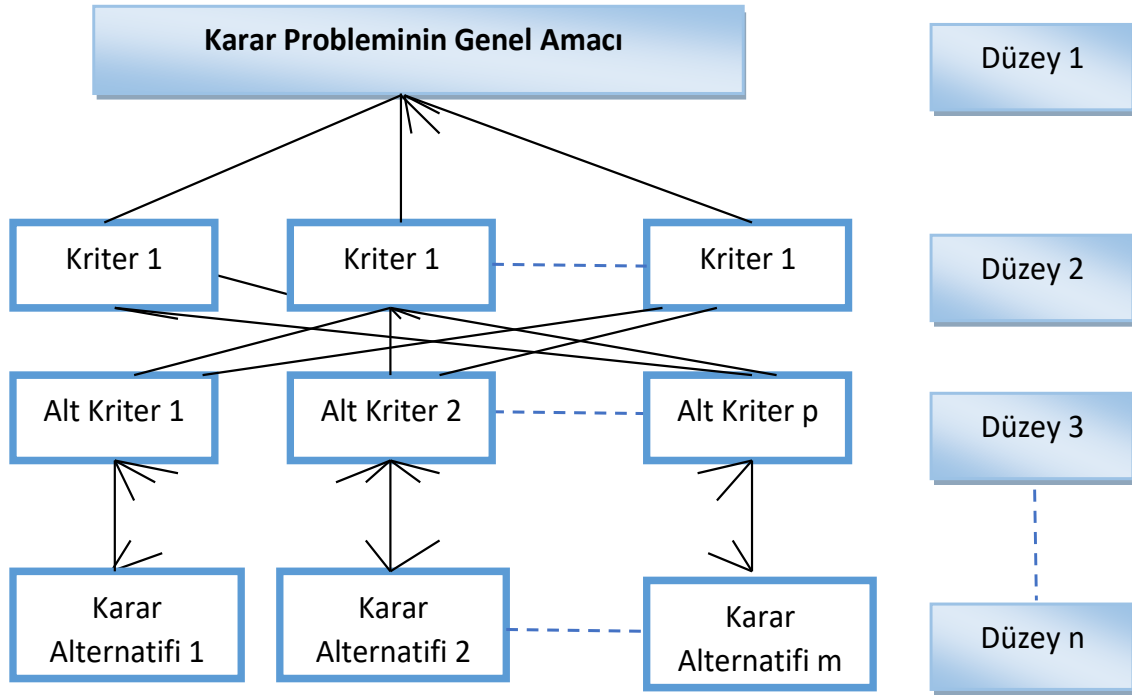 Karar Probleminin Genel Amacı
Düzey 1
Kriter 1
Kriter 1
Kriter 1
Düzey 2
Alt Kriter 1
Alt Kriter 2
Alt Kriter p
Düzey 3
Karar
Alternatifi 1
Karar
Alternatifi 2
Karar
Alternatifi m
Düzey n